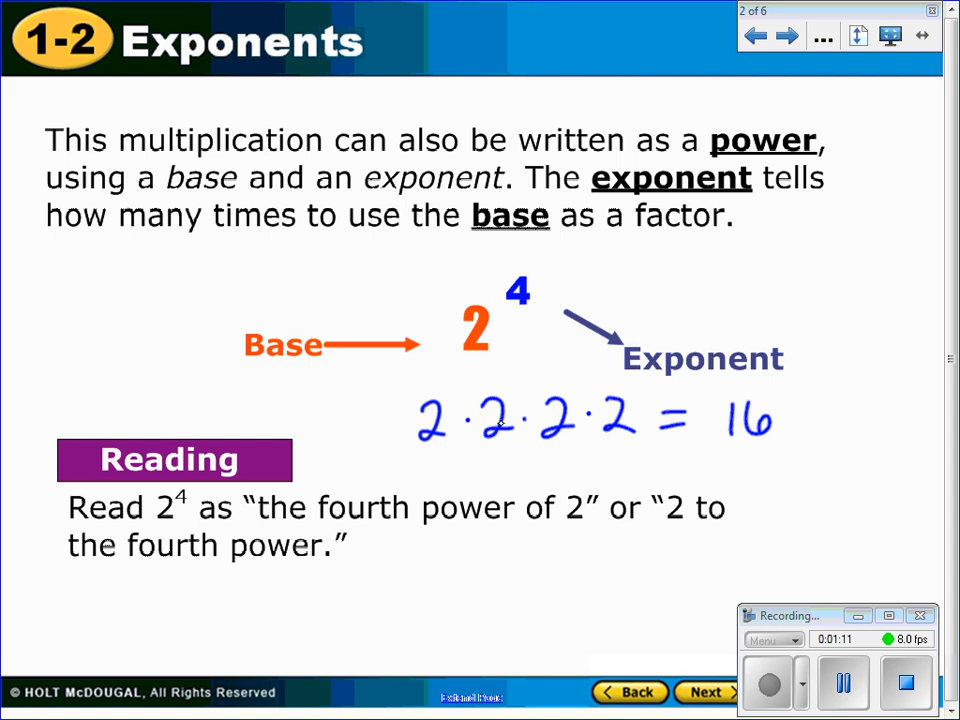 1-2 Exponents
2 of 6
...
This multiplication can also be written as a power,
using a base and an exponent. The exponent tells
how many times to use the base as a factor.
4
2
Base
Exponent
2 · 2 · 2 · 2 = 16
Reading
Read 2⁴ as “the fourth power of 2” or “2 to
the fourth power.”
Recording...
Menu
0:01:11
8.0 fps
© HOLT McDOUGAL, All Rights Reserved
Back
Next